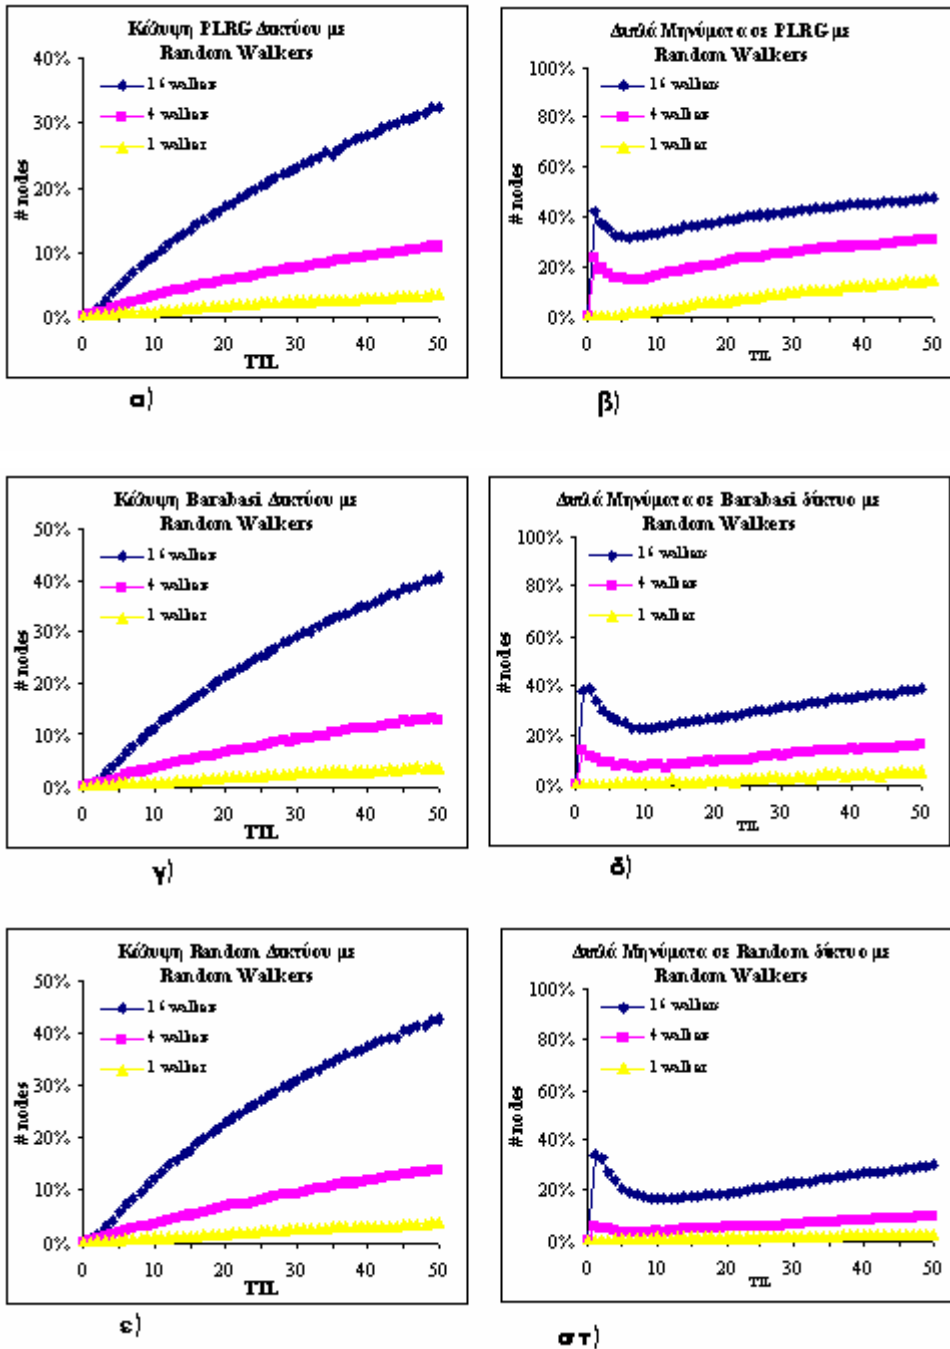 Κάλυψη PLRG Δικτύου με
Random Walkers
40%
30%
20%
10%
0%
# nodes
16 walkers
4 walkers
1 walker
0 10 20 30 40 50
TTL
α)
Διπλά Μηνύματα σε PLRG με
Random Walkers
100%
80%
60%
40%
20%
0%
# nodes
16 walkers
4 walkers
1 walker
0 10 20 30 40 50
TTL
β)
Κάλυψη Barabasi Δικτύου με
Random Walkers
50%
40%
30%
20%
10%
0%
# nodes
16 walkers
4 walkers
1 walker
0 10 20 30 40 50
TTL
γ)
Διπλά Μηνύματα σε Barabasi δίκτυο με
Random Walkers
100%
80%
60%
40%
20%
0%
# nodes
16 walkers
4 walkers
1 walker
0 10 20 30 40 50
TTL
δ)
Κάλυψη Random Δικτύου με
Random Walkers
50%
40%
30%
20%
10%
0%
# nodes
16 walkers
4 walkers
1 walker
0 10 20 30 40 50
TTL
ε)
Διπλά Μηνύματα σε Random δίκτυο με
Random Walkers
100%
80%
60%
40%
20%
0%
# nodes
16 walkers
4 walkers
1 walker
0 10 20 30 40 50
TTL
στ)